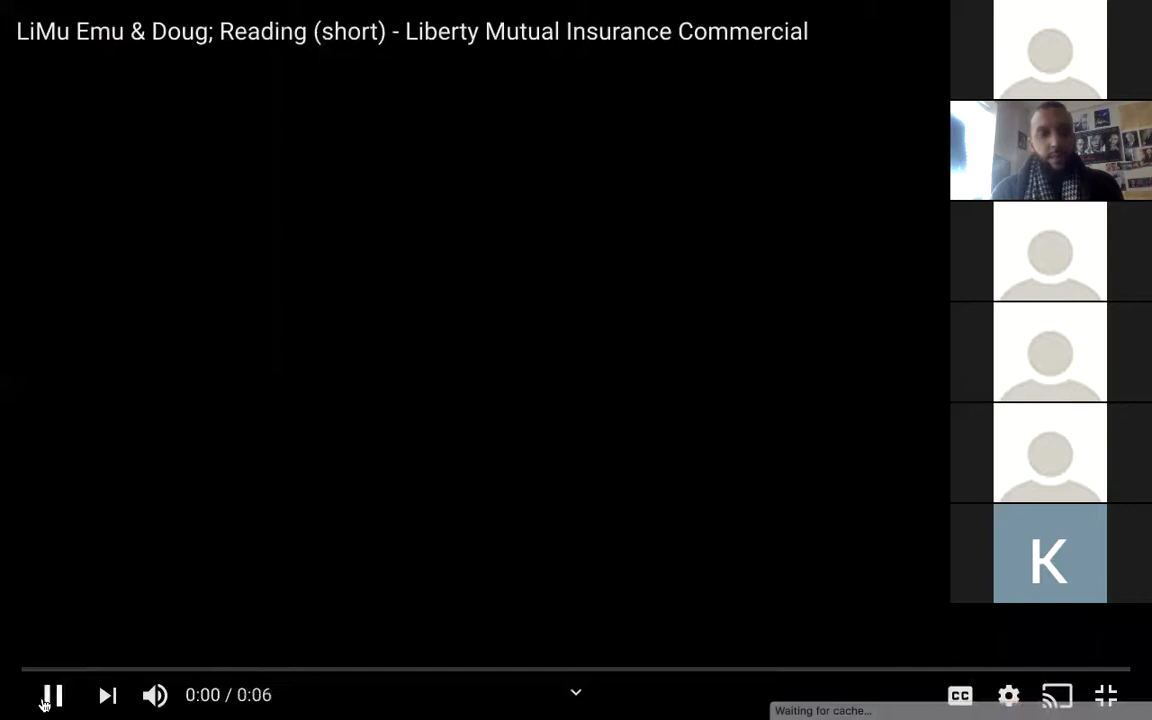 LiMu Emu & Doug; Reading (short) - Liberty Mutual Insurance Commercial
K
0:00 / 0:06
CC
Waiting for cache...